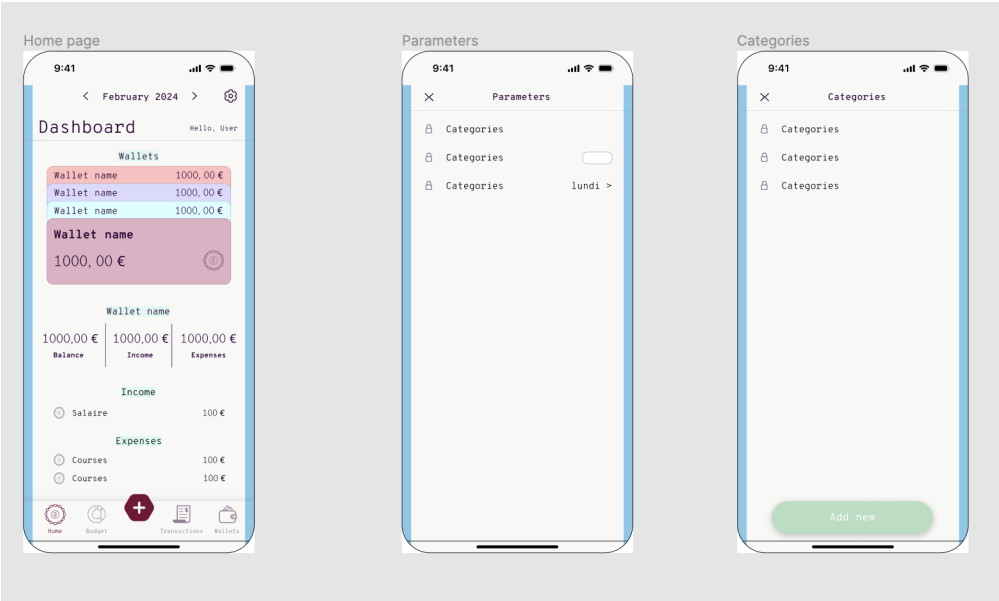 Home page
9:41
< February 2024 >
Dashboard Hello, User
Wallets
Wallet name 1000, 00 €
Wallet name 1000, 00 €
Wallet name 1000, 00 €
Wallet name
1000, 00 €
Wallet name
1000,00 € 1000,00 € 1000,00 €
Balance Income Expenses
Income
Salaire 100 €
Expenses
Courses 100 €
Courses 100 €
Home Budget Transactions Wallets
Parameters
9:41
Parameters
Categories
Categories
Categories lundi >
Categories
9:41
Categories
Categories
Categories
Categories
Add new